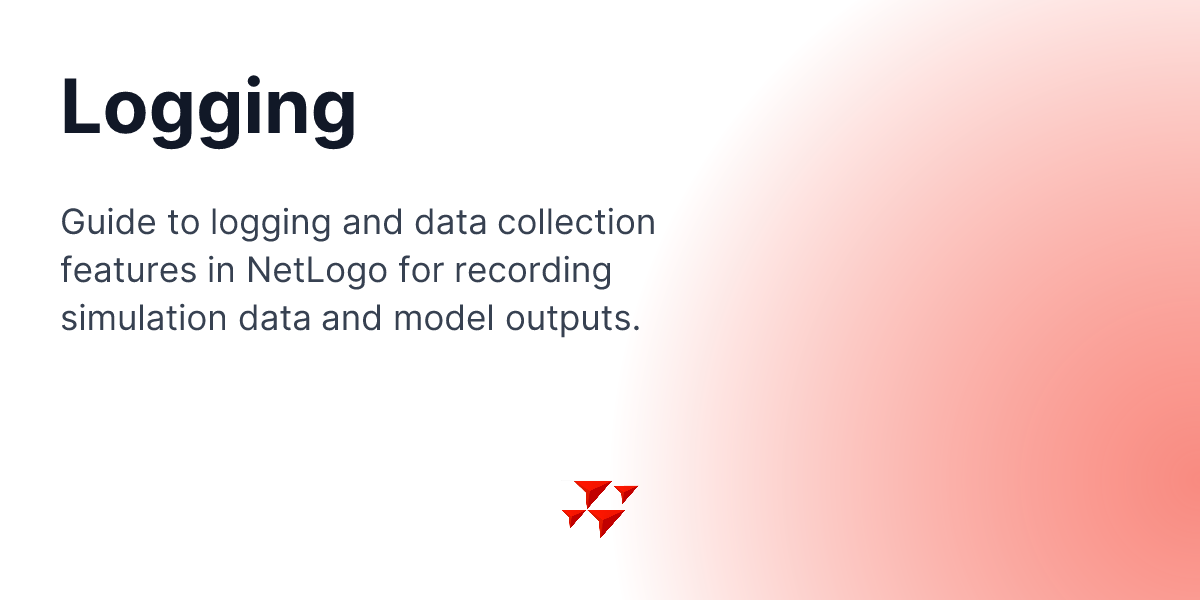 Logging
Guide to logging and data collection
features in NetLogo for recording
simulation data and model outputs.